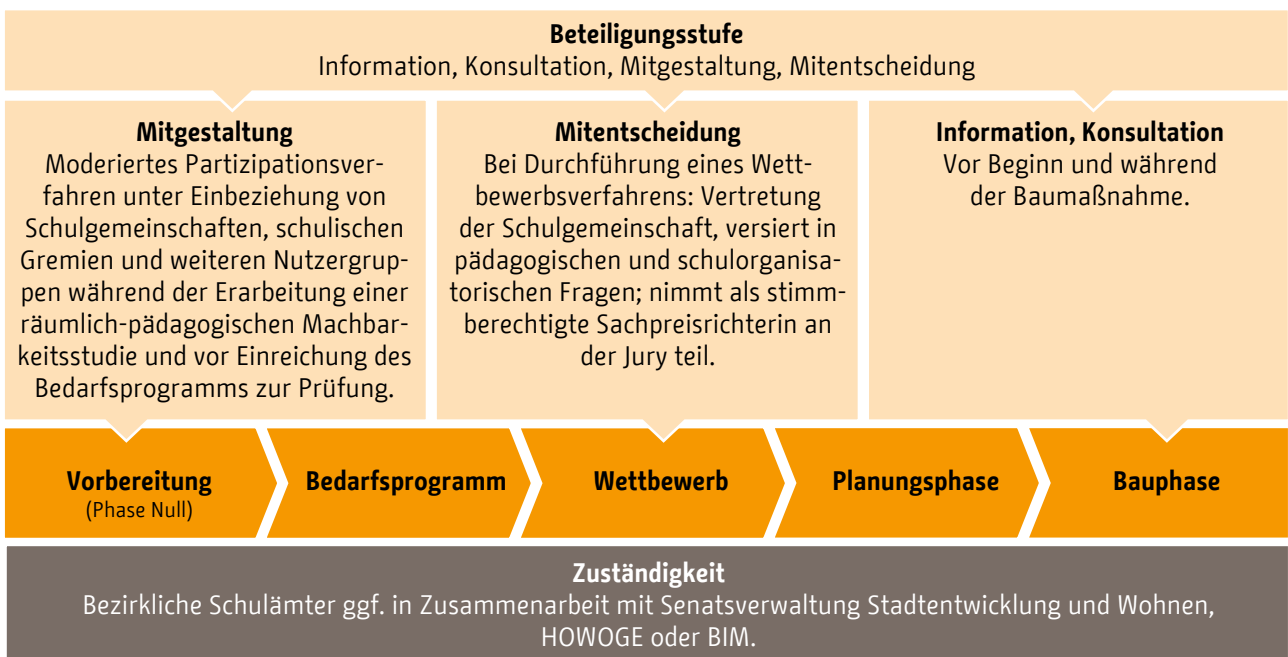 Beteiligungsstufe
Information, Konsultation, Mitgestaltung, Mitentscheidung
Mitgestaltung
Moderiertes Partizipationsver-
fahren unter Einbeziehung von
Schulgemeinschaften, schulischen
Gremien und weiteren Nutzergrup-
pen während der Erarbeitung einer
räumlich-pädagogischen Machbar-
keitsstudie und vor Einreichung des
Bedarfsprogramms zur Prüfung.
Mitentscheidung
Bei Durchführung eines Wett-
bewerbsverfahrens: Vertretung
der Schulgemeinschaft, versiert in
pädagogischen und schulorganisa-
torischen Fragen; nimmt als stimm-
berechtigte Sachpreisrichterin an
der Jury teil.
Information, Konsultation
Vor Beginn und während
der Baumaßnahme.
Vorbereitung
(Phase Null)
Bedarfsprogramm
Wettbewerb
Planungsphase
Bauphase
Zuständigkeit
Bezirkliche Schulämter ggf. in Zusammenarbeit mit Senatsverwaltung Stadtentwicklung und Wohnen,
HOWOGE oder BIM.